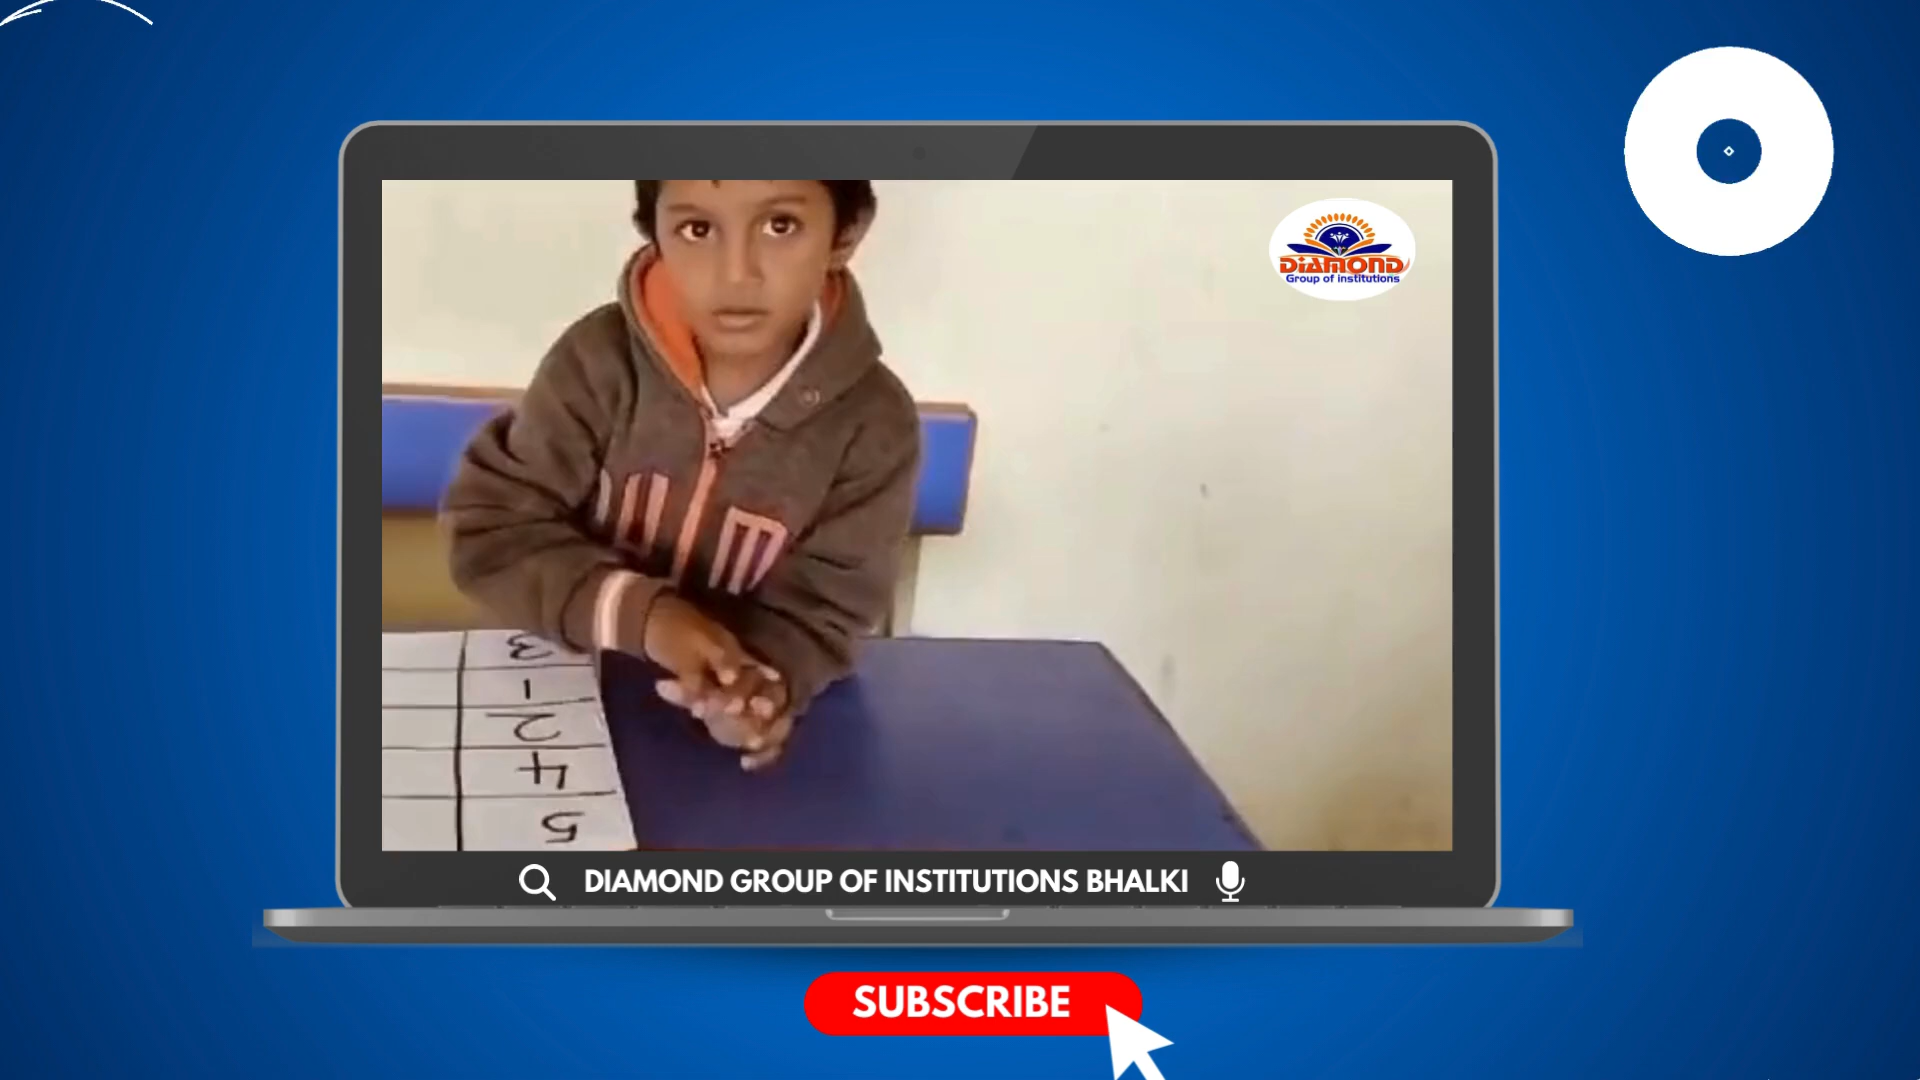 DIAMOND
Group of institutions
3
1
2
4
5
DIAMOND GROUP OF INSTITUTIONS BHALKI
SUBSCRIBE